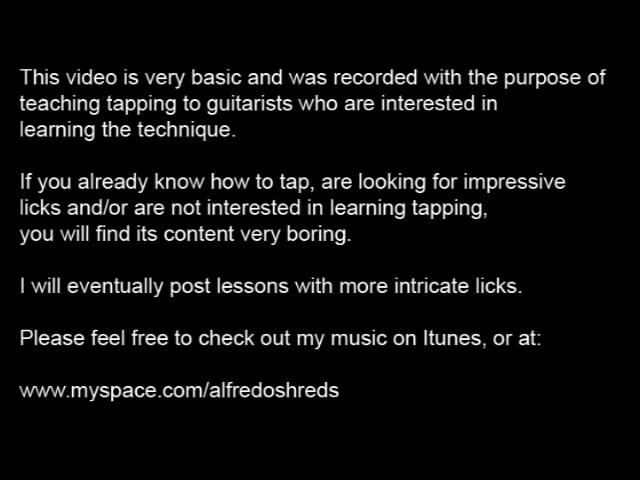 This video is very basic and was recorded with the purpose of
teaching tapping to guitarists who are interested in
learning the technique.
If you already know how to tap, are looking for impressive
licks and/or are not interested in learning tapping,
you will find its content very boring.
I will eventually post lessons with more intricate licks.
Please feel free to check out my music on Itunes, or at:
www.myspace.com/alfredoshreds